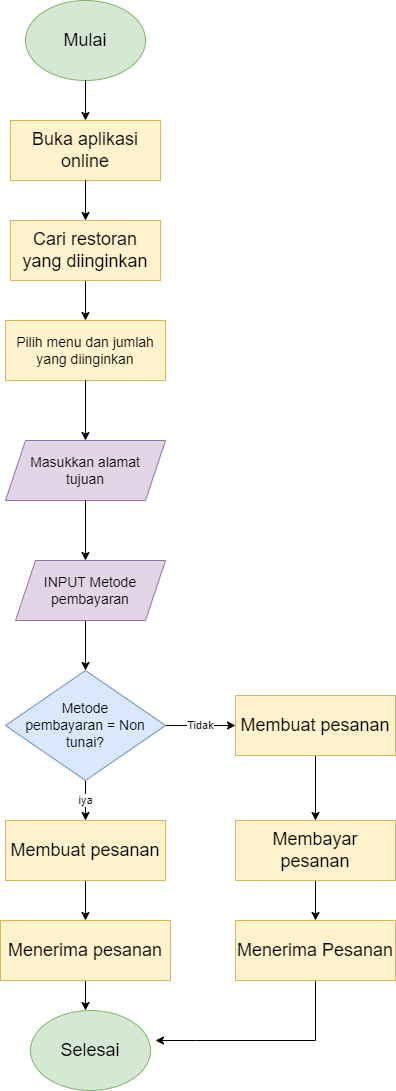 Mulai
Buka aplikasi
online
Cari restoran
yang diinginkan
Pilih menu dan jumlah
yang diinginkan
Masukkan alamat
tujuan
INPUT Metode
pembayaran
Metode
pembayaran = Non
tunai?
Tidak
Membuat pesanan
iya
Membuat pesanan
Membayar
pesanan
Menerima pesanan
Menerima Pesanan
Selesai